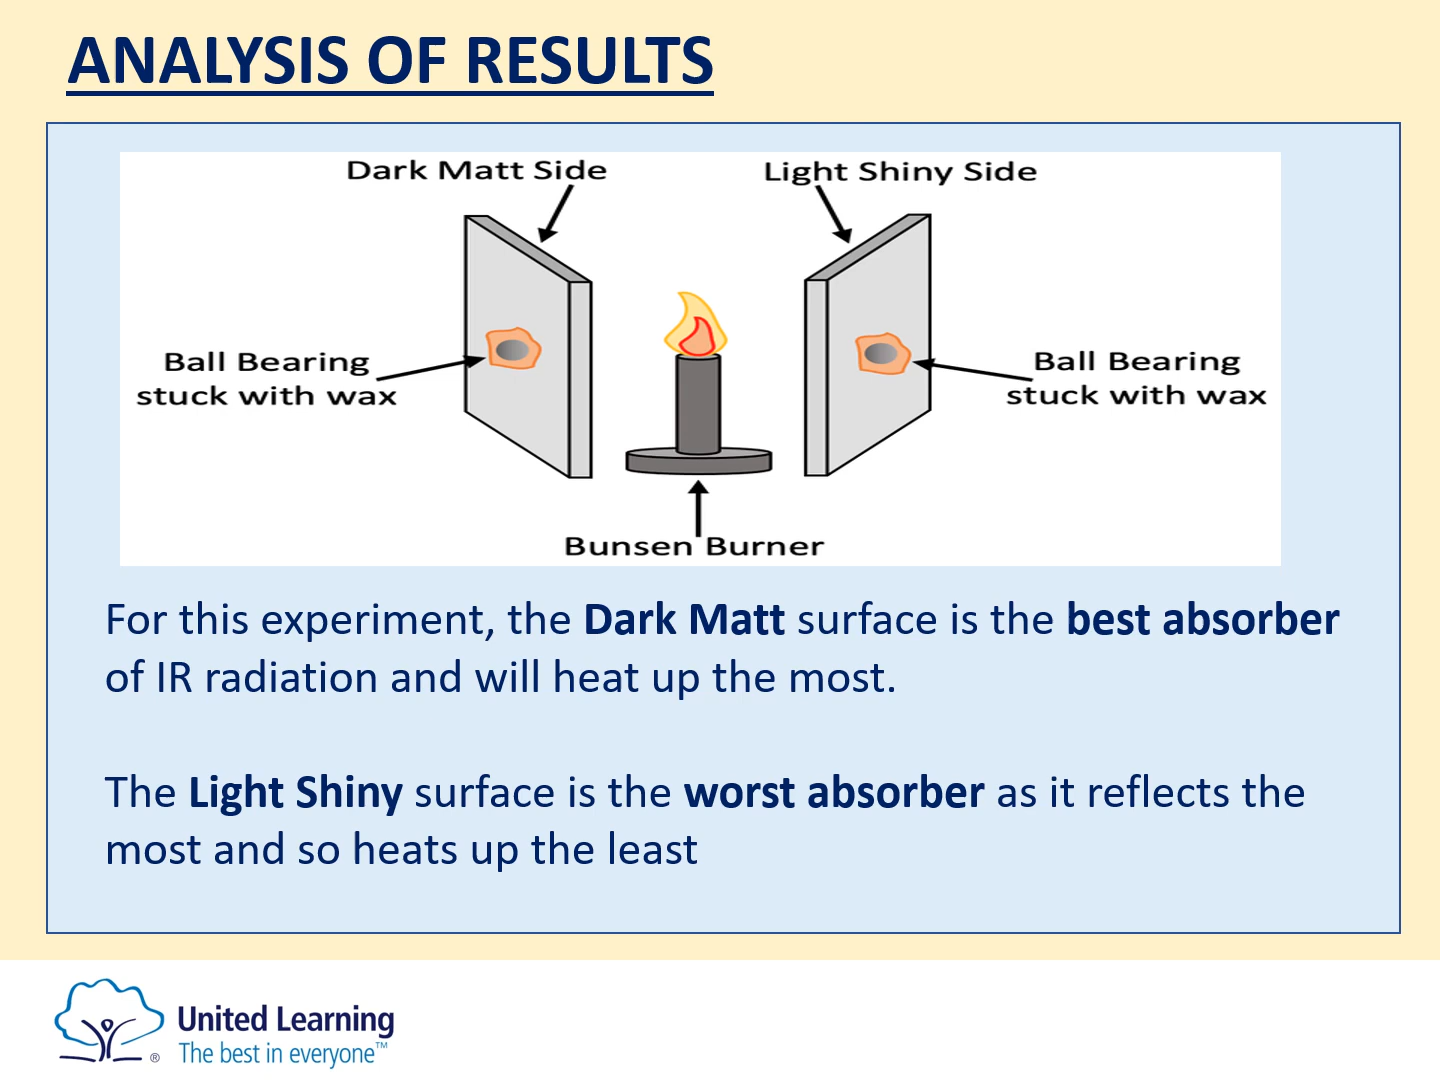 ANALYSIS OF RESULTS
Dark Matt Side
Light Shiny Side
Ball Bearing
stuck with wax
Ball Bearing
stuck with wax
Bunsen Burner
For this experiment, the Dark Matt surface is the best absorber
of IR radiation and will heat up the most.
The Light Shiny surface is the worst absorber as it reflects the
most and so heats up the least
United Learning
The best in everyone™
®